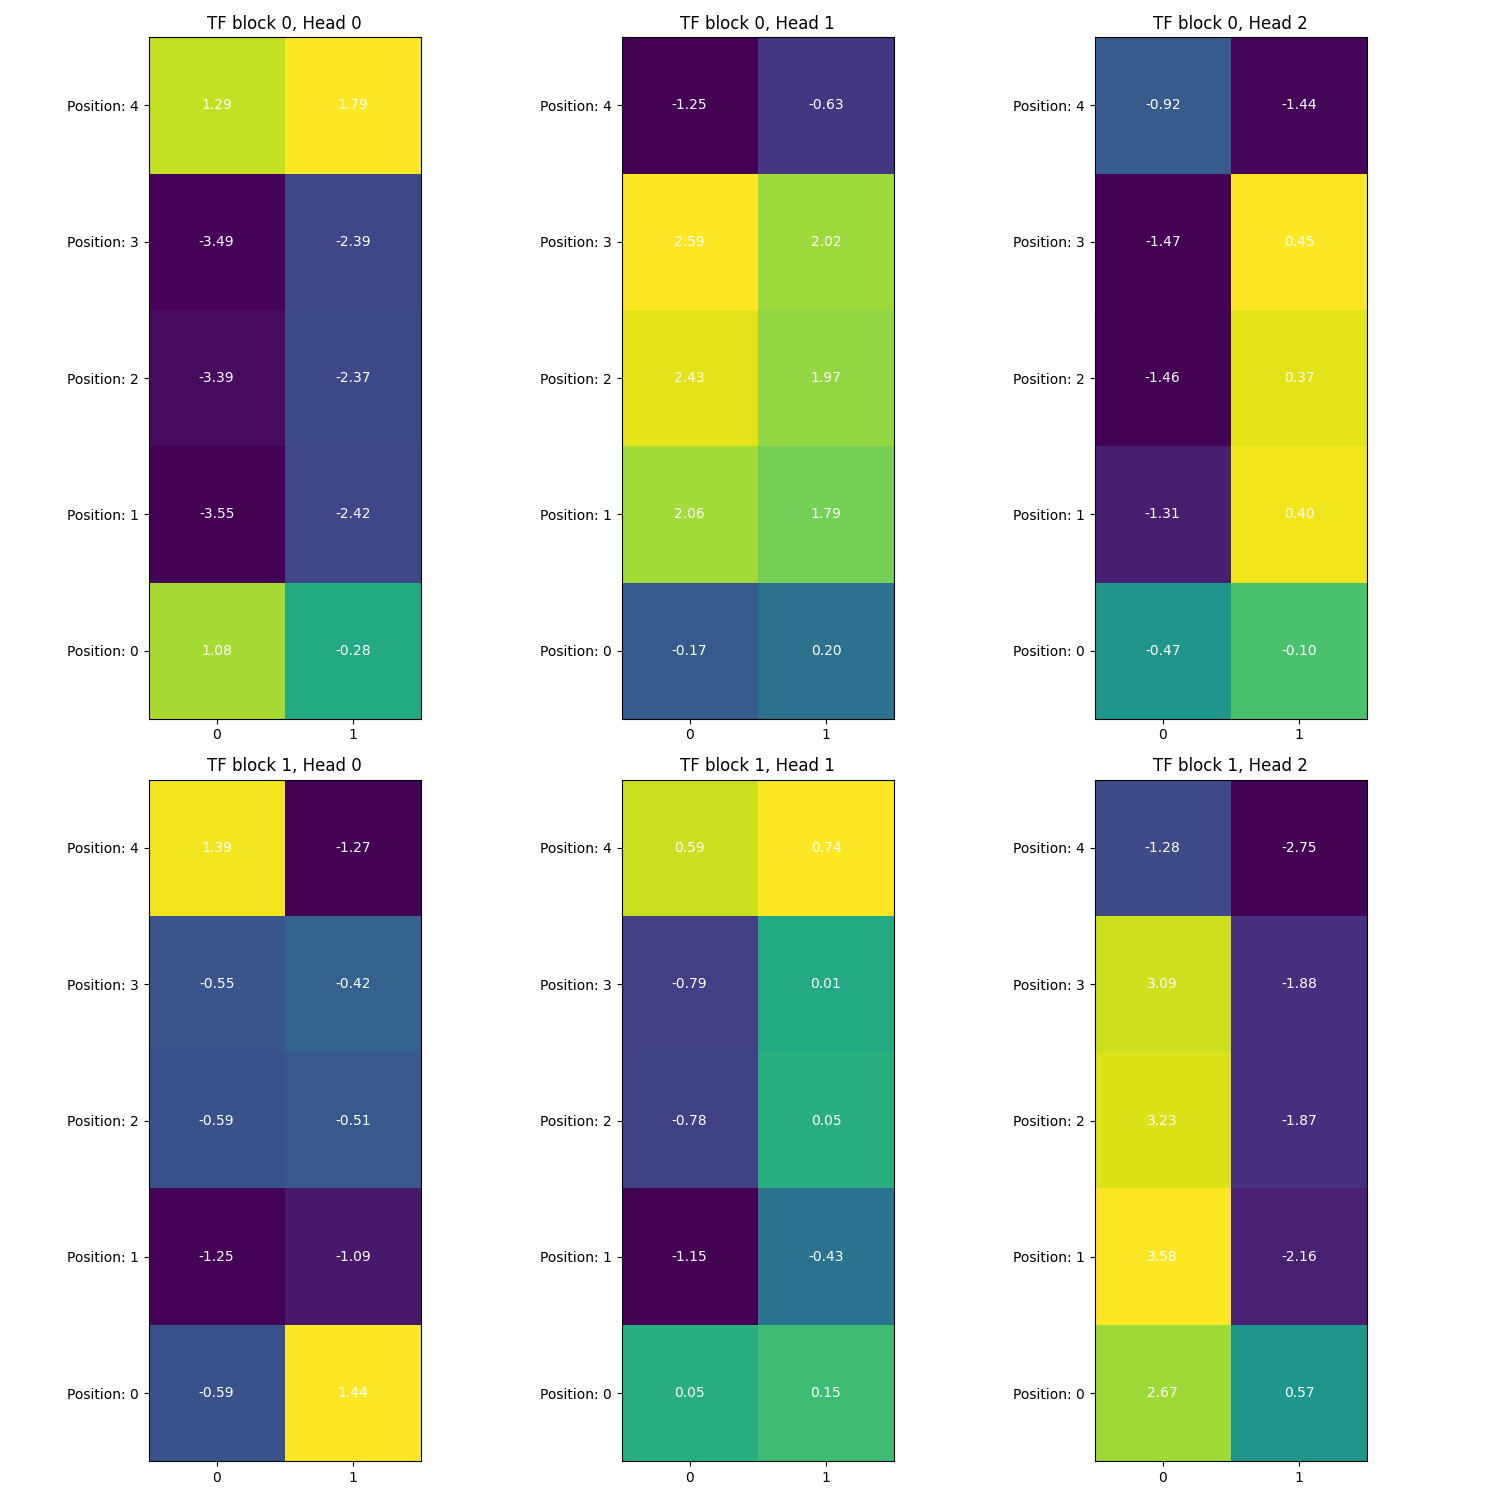 TF block 0, Head 0
Position: 4 1.29 1.79
Position: 3 -3.49 -2.39
Position: 2 -3.39 -2.37
Position: 1 -3.55 -2.42
Position: 0 1.08 -0.28
0 1
TF block 0, Head 1
Position: 4 -1.25 -0.63
Position: 3 2.59 2.02
Position: 2 2.43 1.97
Position: 1 2.06 1.79
Position: 0 -0.17 0.20
0 1
TF block 0, Head 2
Position: 4 -0.92 -1.44
Position: 3 -1.47 0.45
Position: 2 -1.46 0.37
Position: 1 -1.31 0.40
Position: 0 -0.47 -0.10
0 1
TF block 1, Head 0
Position: 4 1.39 -1.27
Position: 3 -0.55 -0.42
Position: 2 -0.59 -0.51
Position: 1 -1.25 -1.09
Position: 0 -0.59 1.44
0 1
TF block 1, Head 1
Position: 4 0.59 0.74
Position: 3 -0.79 0.01
Position: 2 -0.78 0.05
Position: 1 -1.15 -0.43
Position: 0 0.05 0.15
0 1
TF block 1, Head 2
Position: 4 -1.28 -2.75
Position: 3 3.09 -1.88
Position: 2 3.23 -1.87
Position: 1 3.58 -2.16
Position: 0 2.67 0.57
0 1